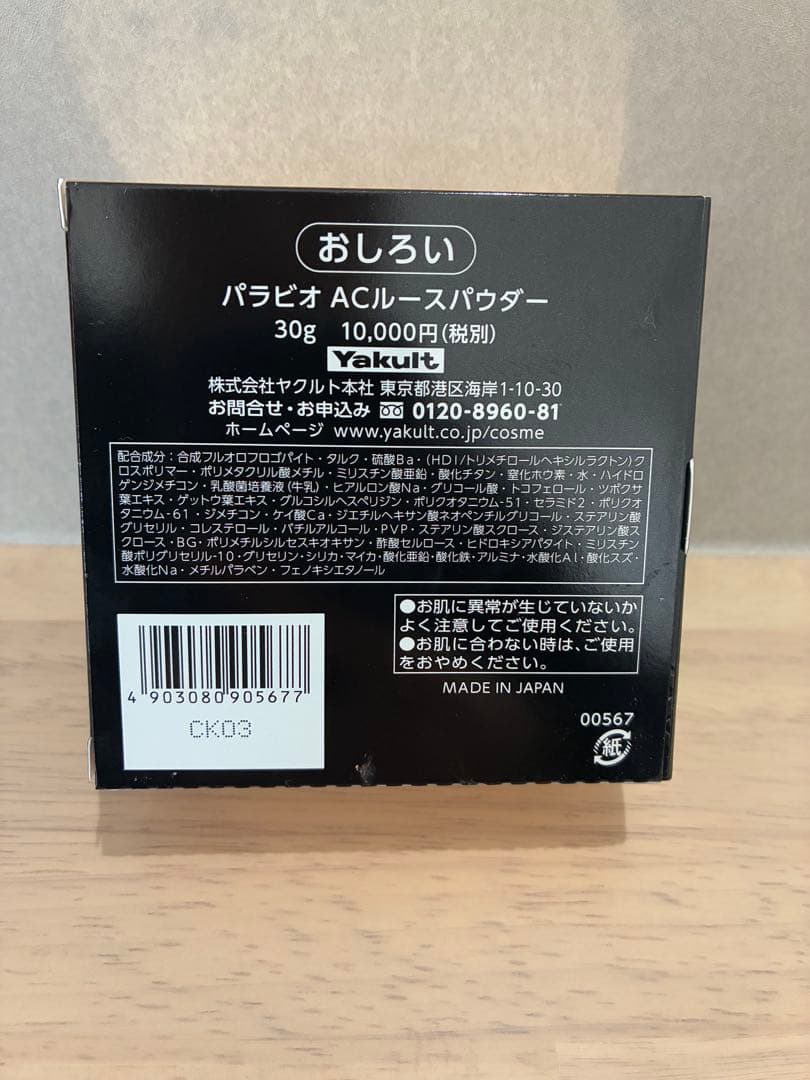 おしろい
パラビオ ACルースパウダー
30g 10,000円(税別)
Yakult
株式会社ヤクルト本社 東京都港区海岸1-10-30
お問合せ・お申込み 0120-8960-81
ホームページ www.yakult.co.jp/cosme
配合成分：合成フルオロフロゴパイト・タルク・硫酸Ba・(HDI/トリメチロールヘキシルラクトン)ク
ロスポリマー・ポリメタクリル酸メチル・ミリスチン酸亜鉛・酸化チタン・窒化ホウ素・水・ハイドロ
ゲンジメチコン・乳酸菌培養液(牛乳)・ヒアルロン酸Na・グリコール酸・トコフェロール・ツボクサ
葉エキス・ゲットウ葉エキス・グルコシルヘスペリジン・ポリクオタニウム-51・セラミド2・ポリクオ
タニウム-61・ジメチコン・ケイ酸Ca・ジエチルヘキサン酸ネオペンチルグリコール・ステアリン酸
グリセリル・コレステロール・バチルアルコール・PVP・ステアリン酸スクロース・ジステアリン酸ス
クロース・BG・ポリメチルシルセスキオキサン・酢酸セルロース・ヒドロキシアパタイト・ミリスチン
酸ポリグリセリル-10・グリセリン・シリカ・マイカ・酸化亜鉛・酸化鉄・アルミナ・水酸化Al・酸化スズ・
水酸化Na・メチルパラベン・フェノキシエタノール
●お肌に異常が生じていないか
よく注意してご使用ください。
●お肌に合わない時は、ご使用
をおやめください。
MADE IN JAPAN
4 903080 905677
CK03
00567
紙